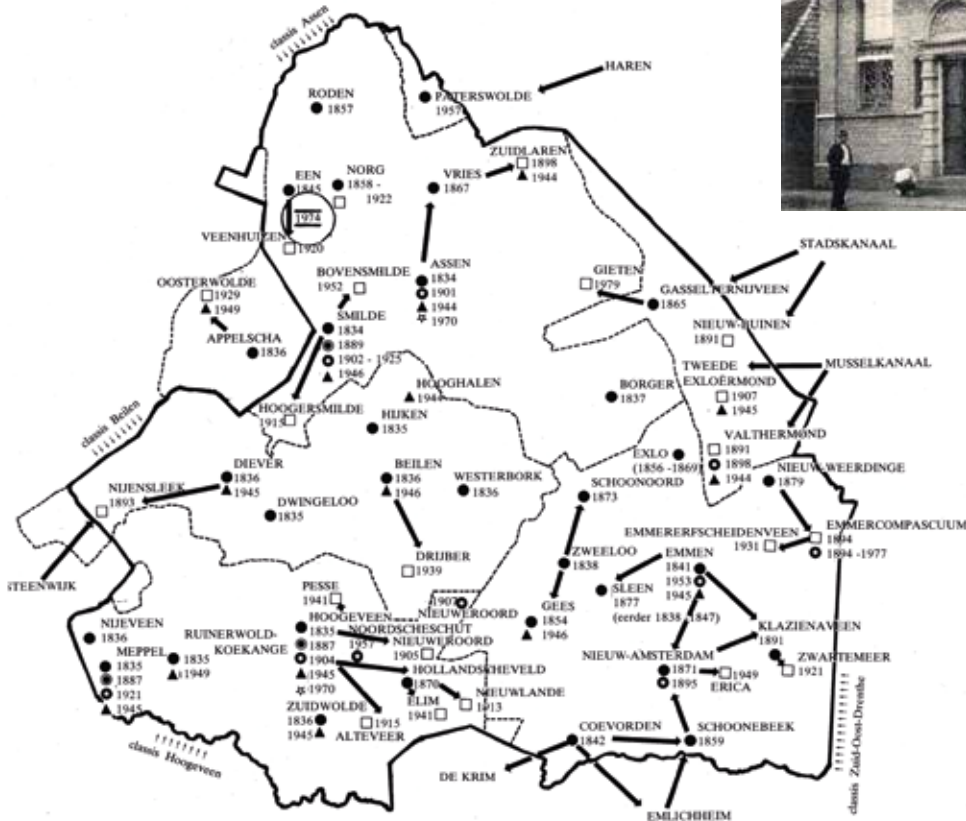 classis Assen
HAREN
RODEN
1857
PATERSWOLDE
1957
ZUIDLAREN
1898
1944
EEN
1845
NORG
1858 -
1922
VRIES
1867
1924
VEENHUIZEN
1920
STADSKANAAL
ASSEN
1834
1901
1944
1970
BOVENSMILDE
1952
GIETEN
1979
GASSELTERNIJVEEN
1865
OOSTERWOLDE
1929
1949
SMILDE
1834
1889
1902 - 1925
1946
NIEUW-BUINEN
1891
APPELSCHA
1836
TWEEDE
EXLOËRMOND
1907
1945
MUSSELKANAAL
HOOGHALEN
1944
BORGER
1837
HOOGERSMILDE
1915
HIJKEN
1835
classis Beilen
VALTHERMOND
1891
1898
1944
EXLO
(1856 -1869)
DIEVER
1836
1945
BEILEN
1836
1946
WESTERBORK
1836
SCHOONOORD
1873
NIEUW-WEERDINGE
1879
NIJENSLEEK
1893
DWINGELOO
1835
EMMERCOMPASCUUM
1894
1894 -1977
EMMERERFSCHEIDENVEEN
1931
DRIJBER
1939
ZWEELOO
1838
EMMEN
1841
1953
1945
SLEEN
1877
(eerder 1838 -1847)
STEENWIJK
PESSE
1941
1907
NIEUWEROORD
GEES
1854
1946
NIJEVEEN
1836
HOOGEVEEN
1835
1887
1904
1945
1970
NOORDSCHESCHUT
1957
NIEUWEROORD
1905
KLAZIENAVEEN
1891
MEPPEL
1835
1887
1921
1945
RUINERWOLD-
KOEKANGE
1835
1949
HOLLANDSCHEVELD
1870
NIEUW-AMSTERDAM
1871
1895
1949
ERICA
ZWARTEMEER
1921
NIEUWLANDE
1913
ELIM
1941
ZUIDWOLDE
1836
1945
1915
ALTEVEER
COEVORDEN
1842
SCHOONEBEEK
1859
classis Hoogeveen
classis Zuid-Oost-Drenthe
DE KRIM
EMLICHHEIM